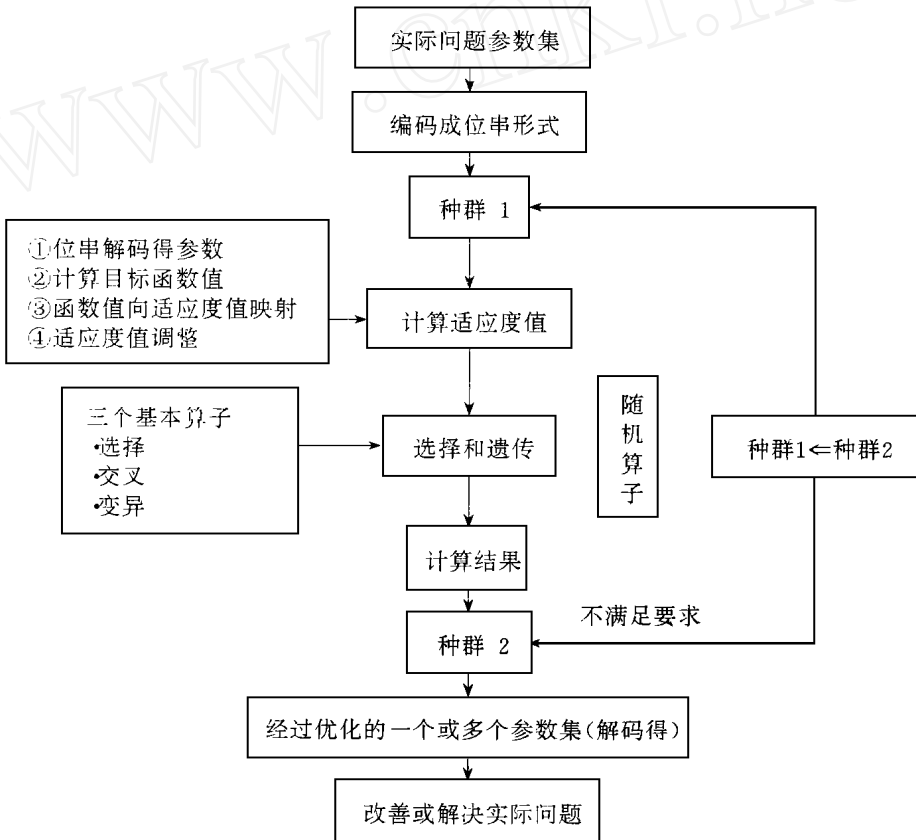 www.cnki.ne
实际问题参数集
编码成位串形式
种群 1
①位串解码得参数
②计算目标函数值
③函数值向适应度值映射
④适应度值调整
计算适应度值
三个基本算子
•选择
•交叉
•变异
选择和遗传
随机算子
种群1⇐种群2
计算结果
不满足要求
种群 2
经过优化的一个或多个参数集(解码得)
改善或解决实际问题